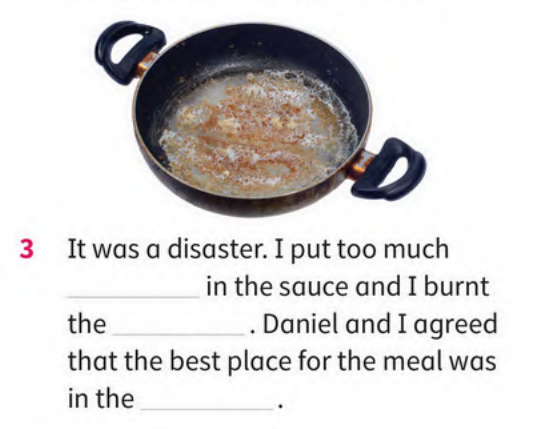 3 It was a disaster. I put too much
__________ in the sauce and I burnt
the __________ . Daniel and I agreed
that the best place for the meal was
in the __________ .